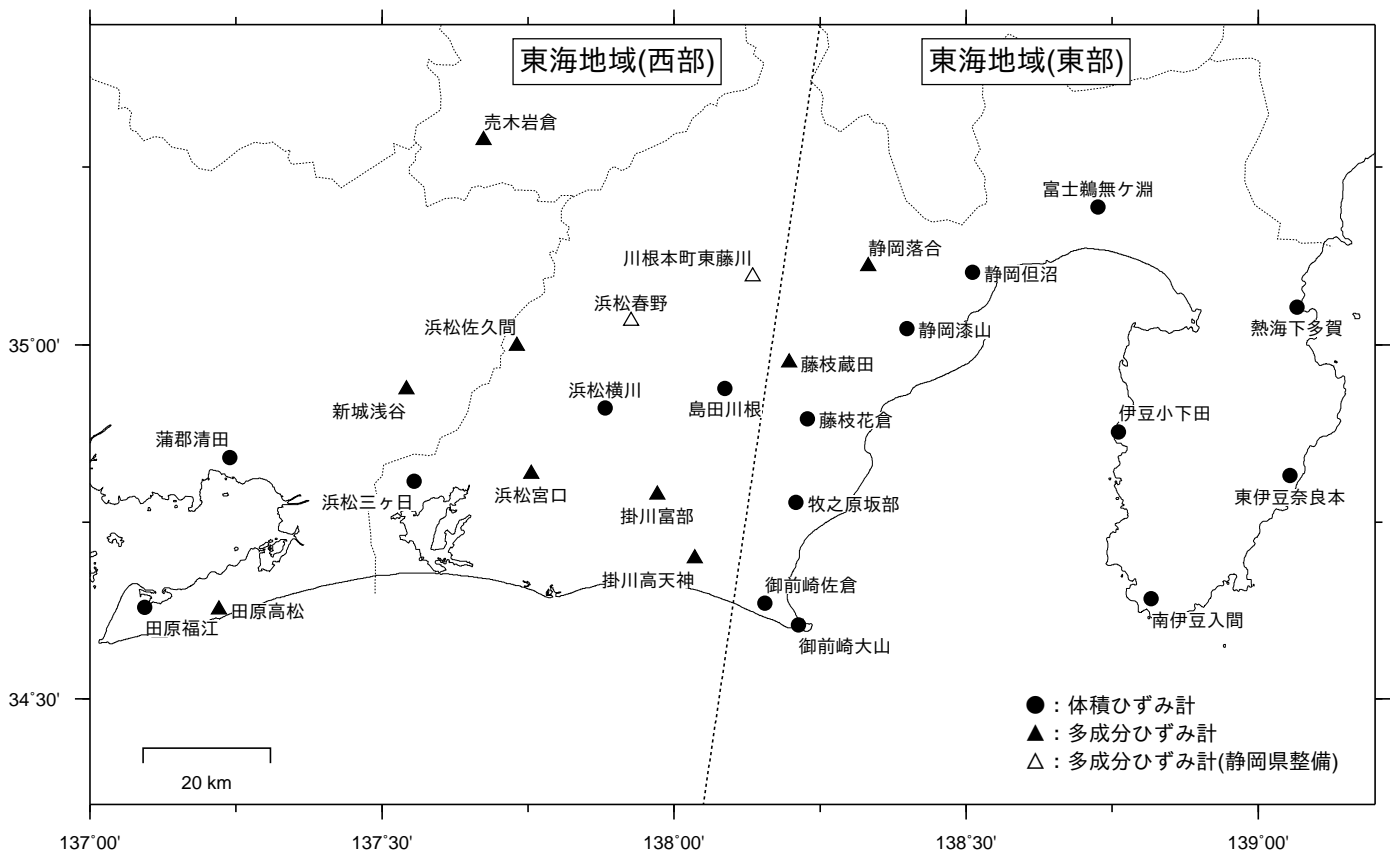 東海地域(西部)
東海地域(東部)
売木岩倉
富士鵜無ケ淵
静岡落合
川根本町東藤川
静岡但沼
浜松春野
浜松佐久間
静岡漆山
熱海下多賀
35°00'
藤枝蔵田
浜松横川
新城浅谷
島田川根
伊豆小下田
藤枝花倉
蒲郡清田
浜松三ヶ日
浜松宮口
東伊豆奈良本
牧之原坂部
掛川富部
掛川高天神
御前崎佐倉
田原高松
田原福江
南伊豆入間
御前崎大山
34°30'
●：体積ひずみ計
▲：多成分ひずみ計
△：多成分ひずみ計(静岡県整備)
20 km
137°00'
137°30'
138°00'
138°30'
139°00'